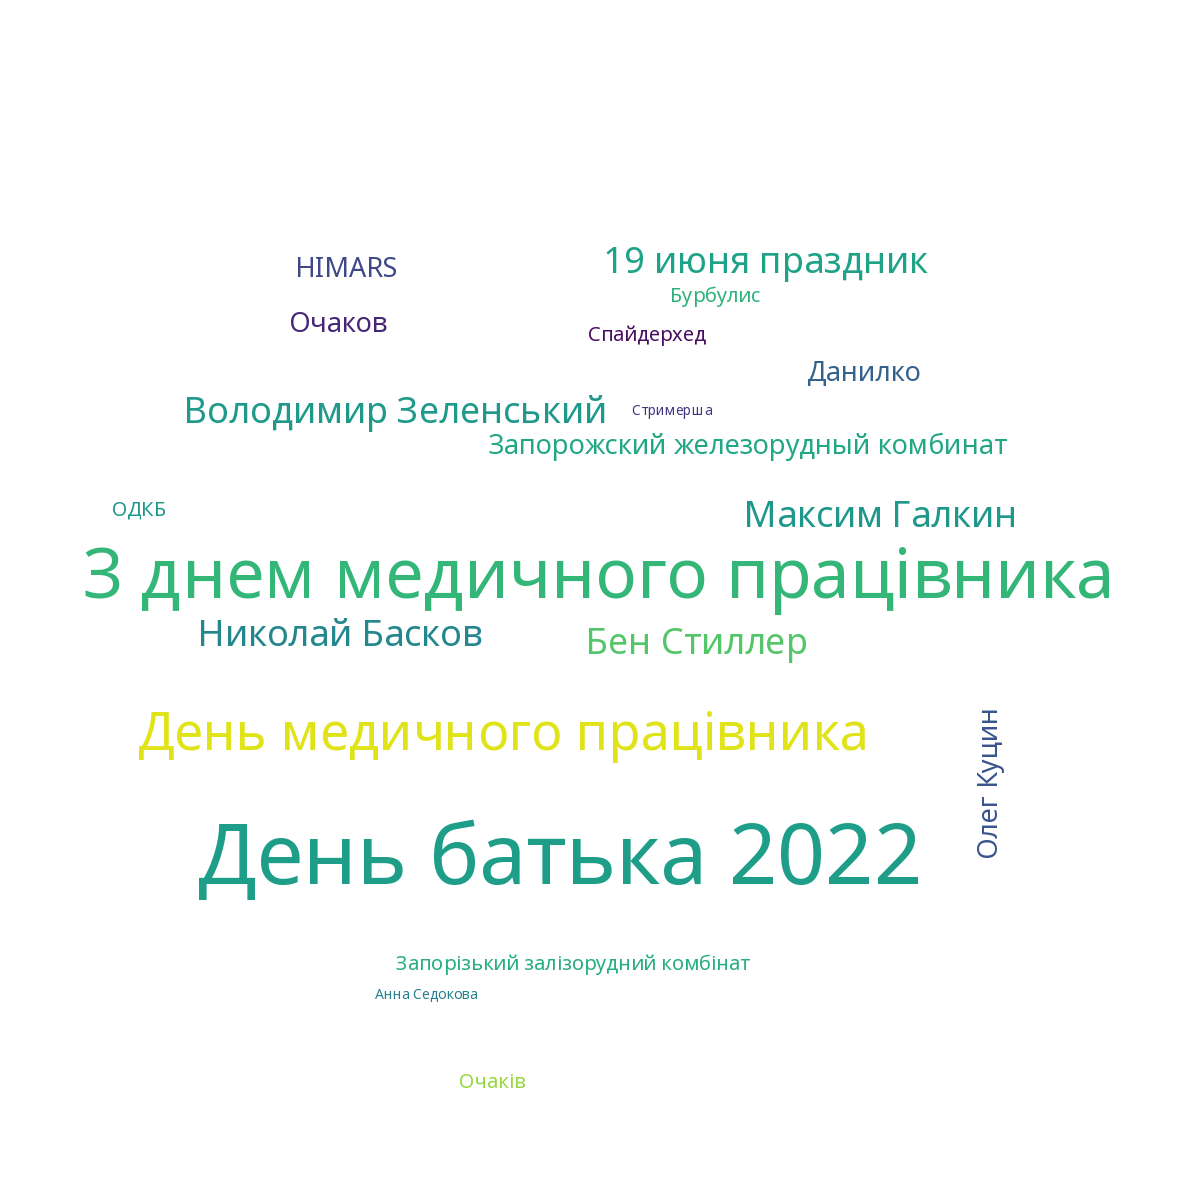 HIMARS
19 июня праздник
Бурбулис
Очаков
Спайдерхед
Данилко
Володимир Зеленський
Стримерша
Запорожский железорудный комбинат
ОДКБ
Максим Галкин
З днем медичного працівника
Николай Басков
Бен Стиллер
День медичного працівника
Олег Куцин
День батька 2022
Запорізький залізорудний комбінат
Анна Седокова
Очаків